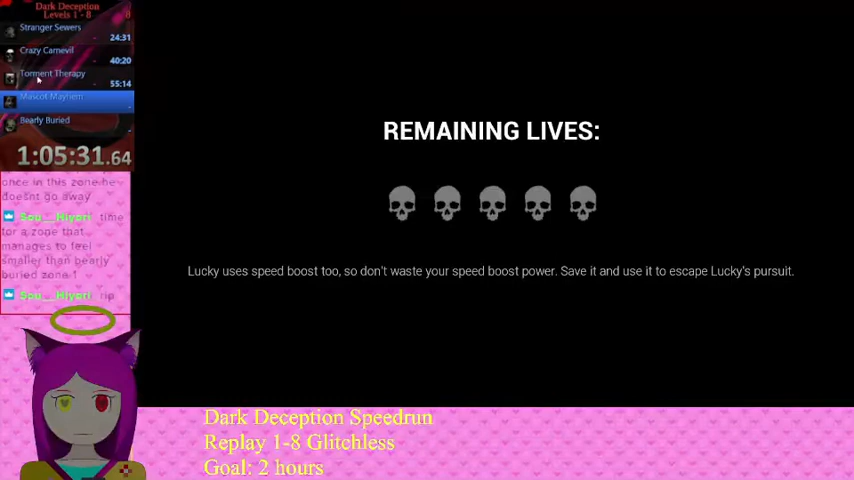 Dark Deception
Levels 1 - 8
8
Stranger Sewers
- 24:31
Crazy Carnevil
- 40:20
Torment Therapy
- 55:14
Mascot Mayhem
-
Bearly Buried
-
1:05:31.64
once in this zone he
doesnt go away
Sou__Hiyori time
for a zone that
manages to feel
smaller than bearly
buried zone 1
Sou__Hiyori rip
REMAINING LIVES:
Lucky uses speed boost too, so don't waste your speed boost power. Save it and use it to escape Lucky's pursuit.
Dark Deception Speedrun
Replay 1-8 Glitchless
Goal: 2 hours